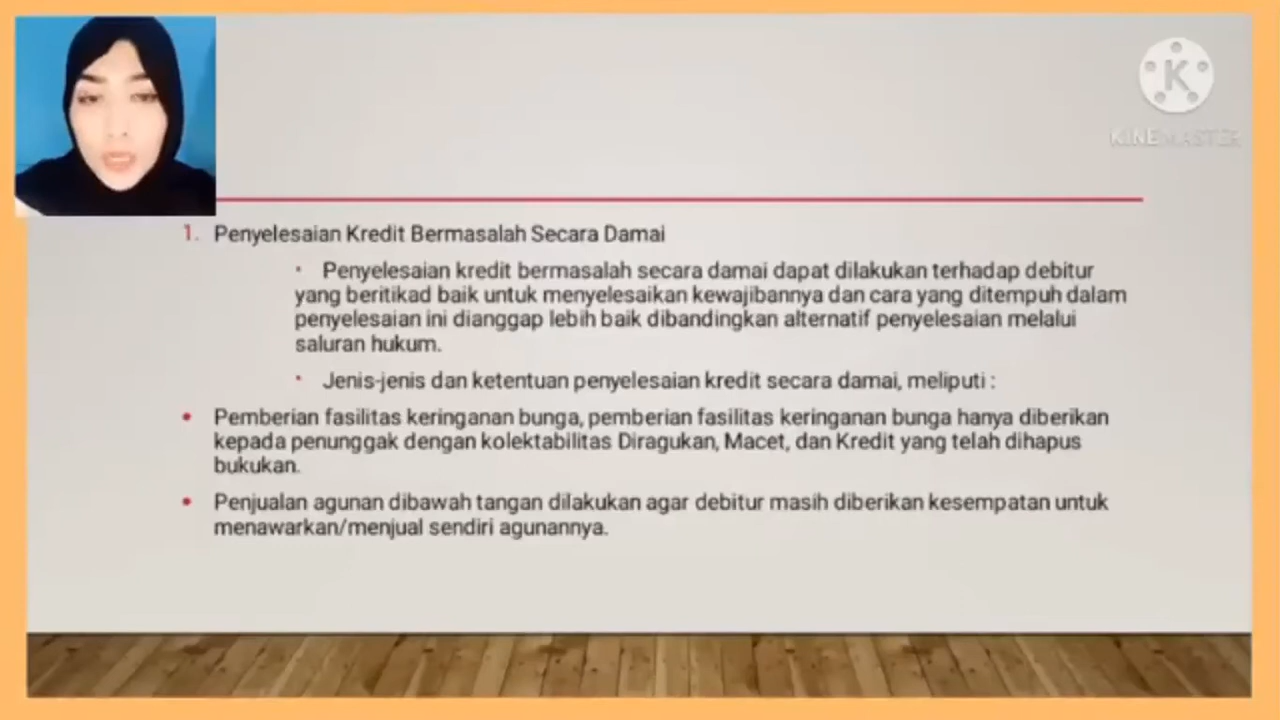 KINEMASTER
1. Penyelesaian Kredit Bermasalah Secara Damai
• Penyelesaian kredit bermasalah secara damai dapat dilakukan terhadap debitur
yang beritikad baik untuk menyelesaikan kewajibannya dan cara yang ditempuh dalam
penyelesaian ini dianggap lebih baik dibandingkan alternatif penyelesaian melalui
saluran hukum.
• Jenis-jenis dan ketentuan penyelesaian kredit secara damai, meliputi :
• Pemberian fasilitas keringanan bunga, pemberian fasilitas keringanan bunga hanya diberikan
kepada penunggak dengan kolektabilitas Diragukan, Macet, dan Kredit yang telah dihapus
bukukan.
• Penjualan agunan dibawah tangan dilakukan agar debitur masih diberikan kesempatan untuk
menawarkan/menjual sendiri agunannya.